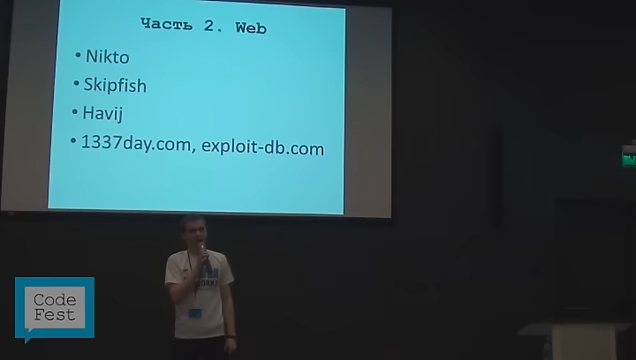 Часть 2. Web
• Nikto
• Skipfish
• Havij
• 1337day.com, exploit-db.com
Code
Fest